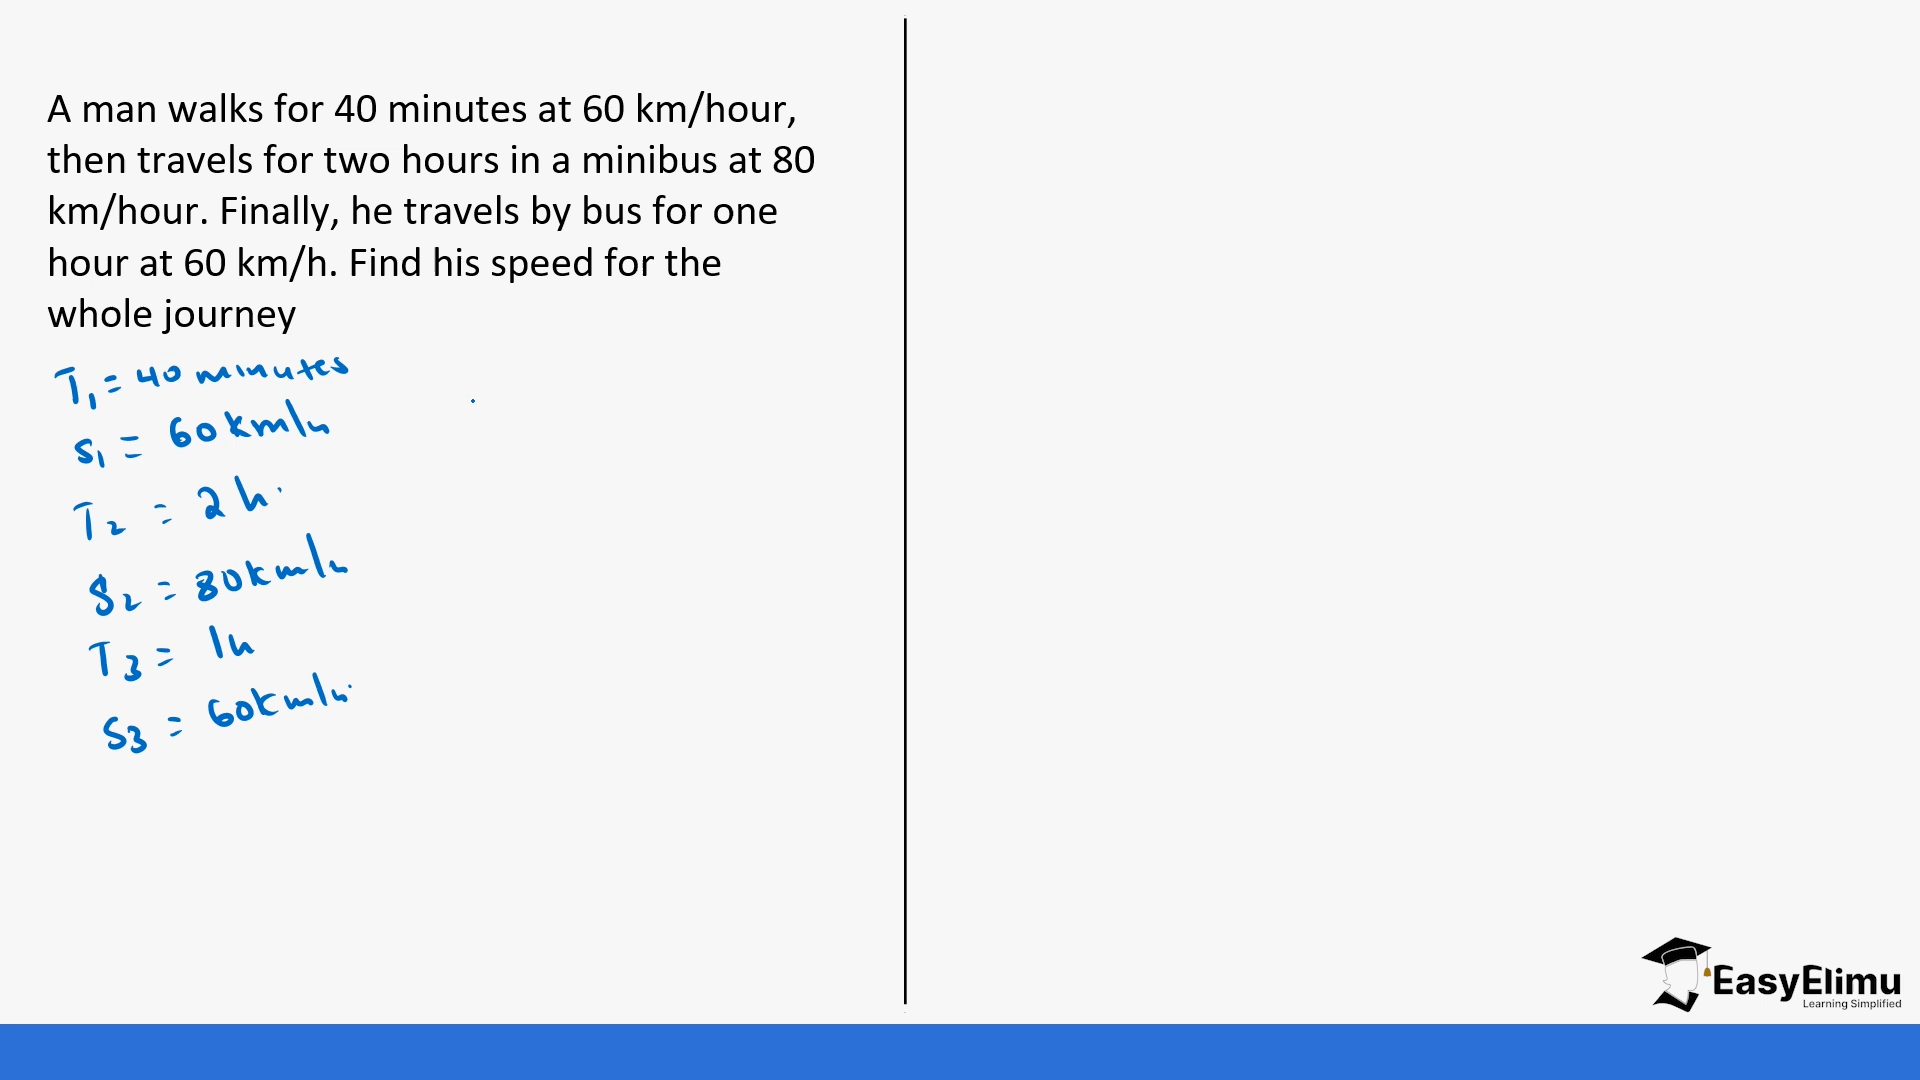 A man walks for 40 minutes at 60 km/hour,
then travels for two hours in a minibus at 80
km/hour. Finally, he travels by bus for one
hour at 60 km/h. Find his speed for the
whole journey
T₁ = 40 minutes
S₁ = 60km/h
T₂ = 2h.
S₂ = 80km/h
T₃ = 1h
S₃ = 60km/h.
EasyElimu
Learning Simplified